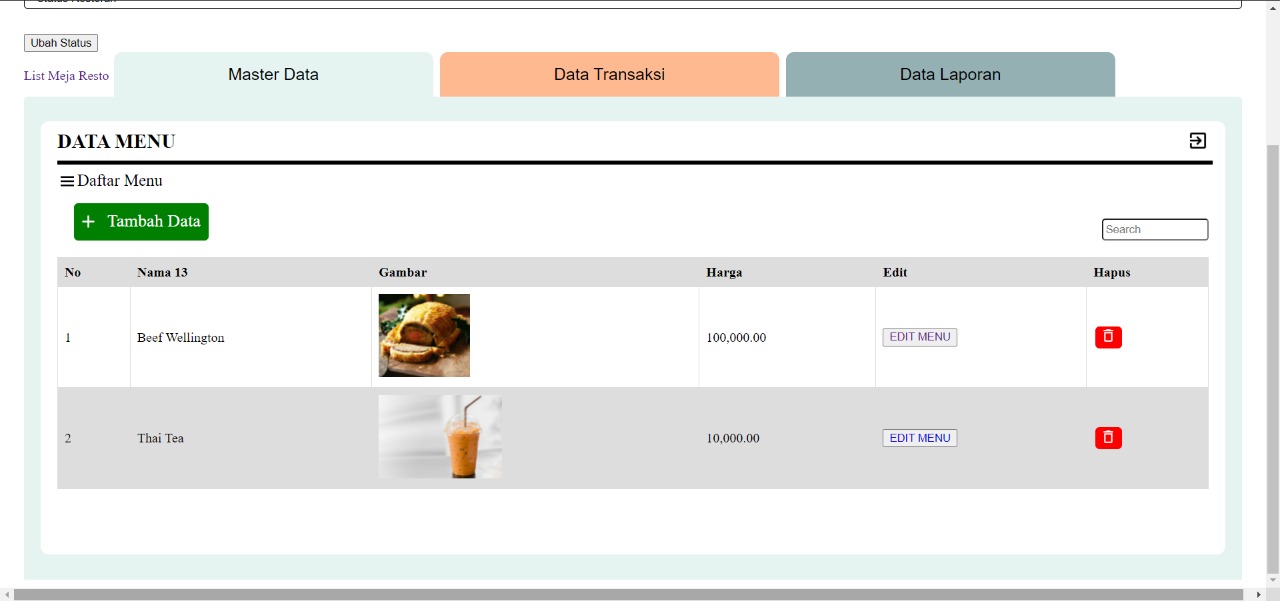 Ubah Status
List Meja Resto
Master Data
Data Transaksi
Data Laporan
DATA MENU
Daftar Menu
+ Tambah Data
Search
No Nama 13 Gambar Harga Edit Hapus
1 Beef Wellington 100,000.00 EDIT MENU
2 Thai Tea 10,000.00 EDIT MENU